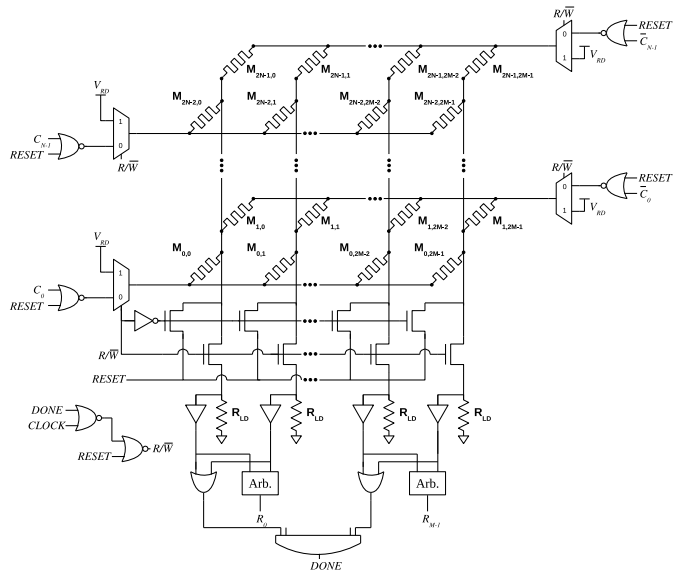 R/W̅
RESET
0
C̅N-1
1
VRD
M2N-1,0
M2N-1,1
M2N-1,2M-2
M2N-1,2M-1
VRD
M2N-2,0
M2N-2,1
M2N-2,2M-2
M2N-2,2M-1
1
CN-1
RESET
0
R/W̅
R/W̅
RESET
0
C̅0
1
VRD
M1,0
M1,1
M1,2M-2
M1,2M-1
VRD
M0,0
M0,1
M0,2M-2
M0,2M-1
1
C0
RESET
0
R/W̅
RESET
DONE
CLOCK
RESET
R/W̅
RLD
RLD
RLD
RLD
Arb.
Arb.
R0
RM-1
DONE